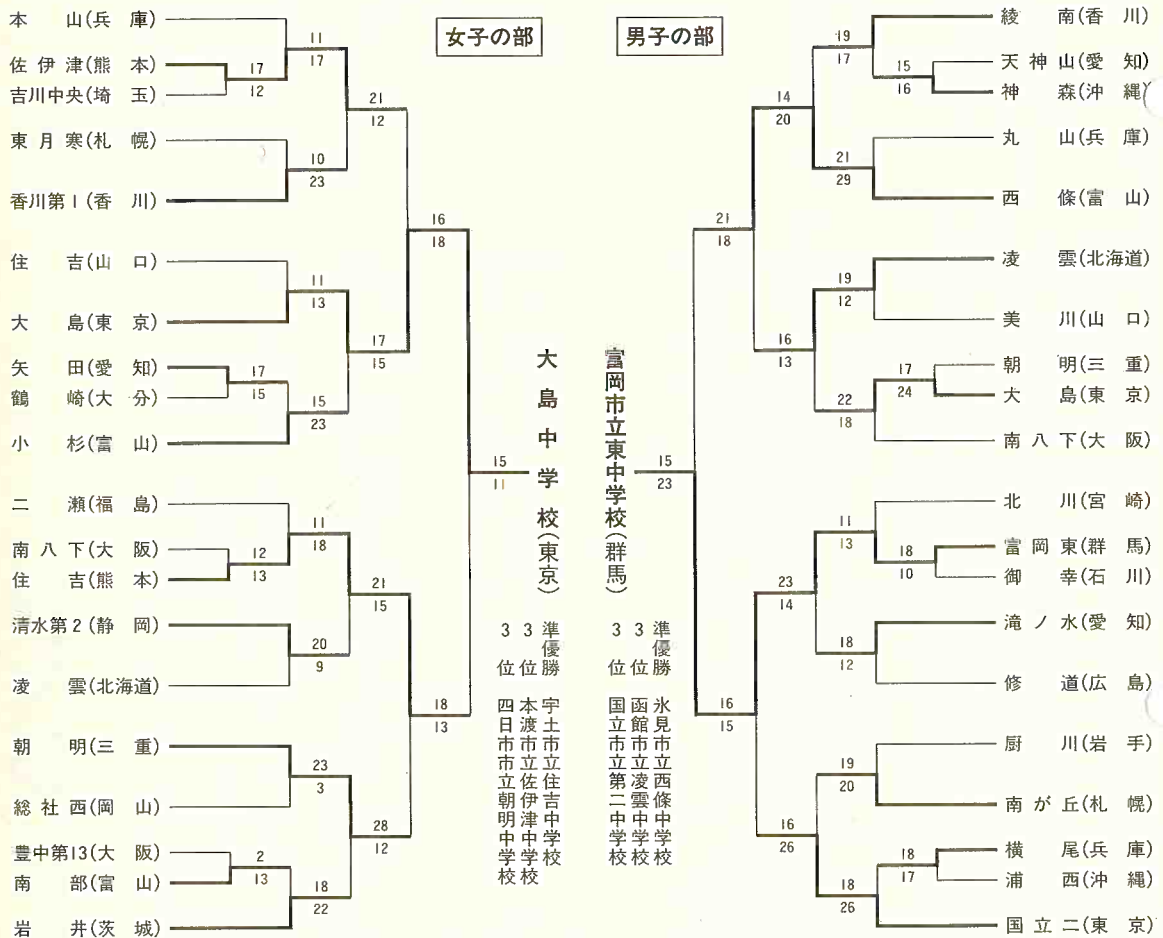 女子の部
本山(兵庫)
佐伊津(熊本)
吉川中央(埼玉)
東月寒(札幌)
香川第1(香川)
住吉(山口)
大島(東京)
矢田(愛知)
鶴崎(大分)
小杉(富山)
二瀬(福島)
南八下(大阪)
住吉(熊本)
清水第2(静岡)
凌雲(北海道)
朝明(三重)
総社西(岡山)
豊中第13(大阪)
南部(富山)
岩井(茨城)
17
12
11
17
10
23
21
12
11
13
17
15
15
23
17
15
16
18
12
13
11
18
20
9
21
15
23
3
2
13
18
22
28
12
18
13
15
11
大島中学校(東京)
準優勝 宇土市立住吉中学校
3位 本渡市立佐伊津中学校
3位 四日市市立朝明中学校
男子の部
綾南(香川)
天神山(愛知)
神森(沖縄)
丸山(兵庫)
西條(富山)
凌雲(北海道)
美川(山口)
朝明(三重)
大島(東京)
南八下(大阪)
北川(宮崎)
富岡東(群馬)
御幸(石川)
滝ノ水(愛知)
修道(広島)
厨川(岩手)
南が丘(札幌)
横尾(兵庫)
浦西(沖縄)
国立二(東京)
19
17
15
16
14
20
21
29
21
18
19
12
16
13
17
24
22
18
11
13
18
10
23
14
18
12
16
15
19
20
16
26
18
17
18
26
15
23
富岡市立東中学校(群馬)
準優勝 氷見市立西條中学校
3位 函館市立凌雲中学校
3位 国立市立第二中学校